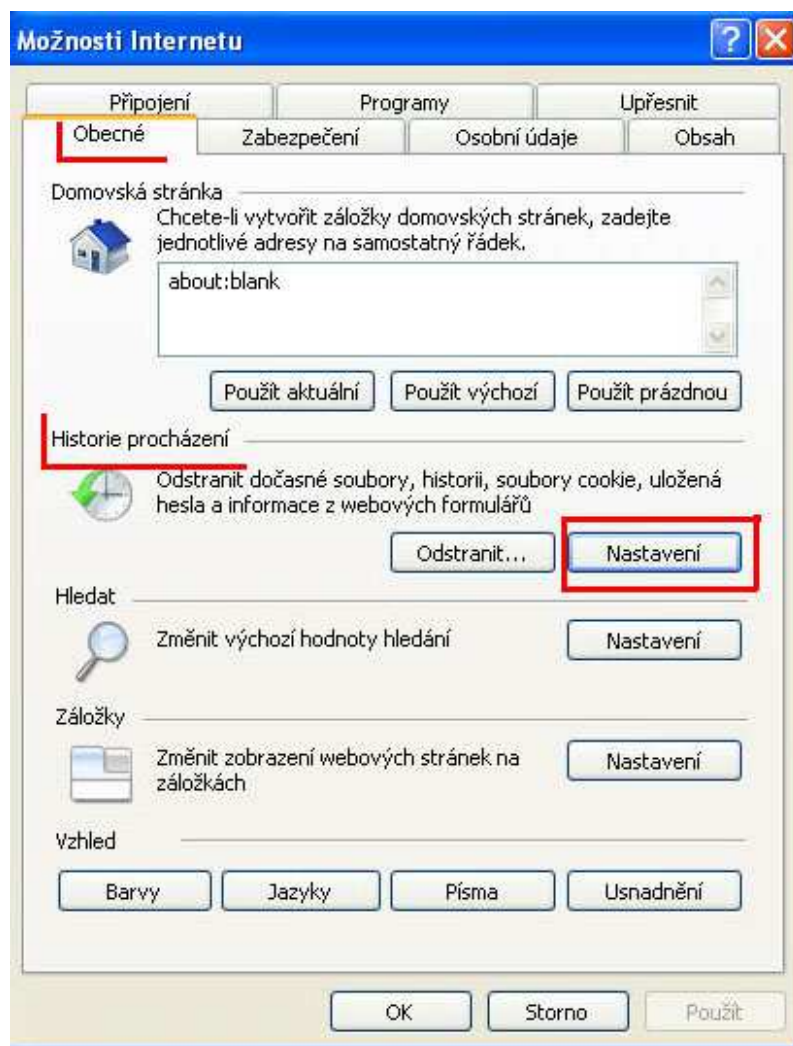 Možnosti Internetu
Připojení Programy Upřesnit
Obecné Zabezpečení Osobní údaje Obsah
Domovská stránka
Chcete-li vytvořit záložky domovských stránek, zadejte
jednotlivé adresy na samostatný řádek.
about:blank
Použít aktuální Použít výchozí Použít prázdnou
Historie procházení
Odstranit dočasné soubory, historii, soubory cookie, uložená
hesla a informace z webových formulářů
Odstranit... Nastavení
Hledat
Změnit výchozí hodnoty hledání Nastavení
Záložky
Změnit zobrazení webových stránek na
záložkách
Nastavení
Vzhled
Barvy Jazyky Písma Usnadnění
OK Storno Použít